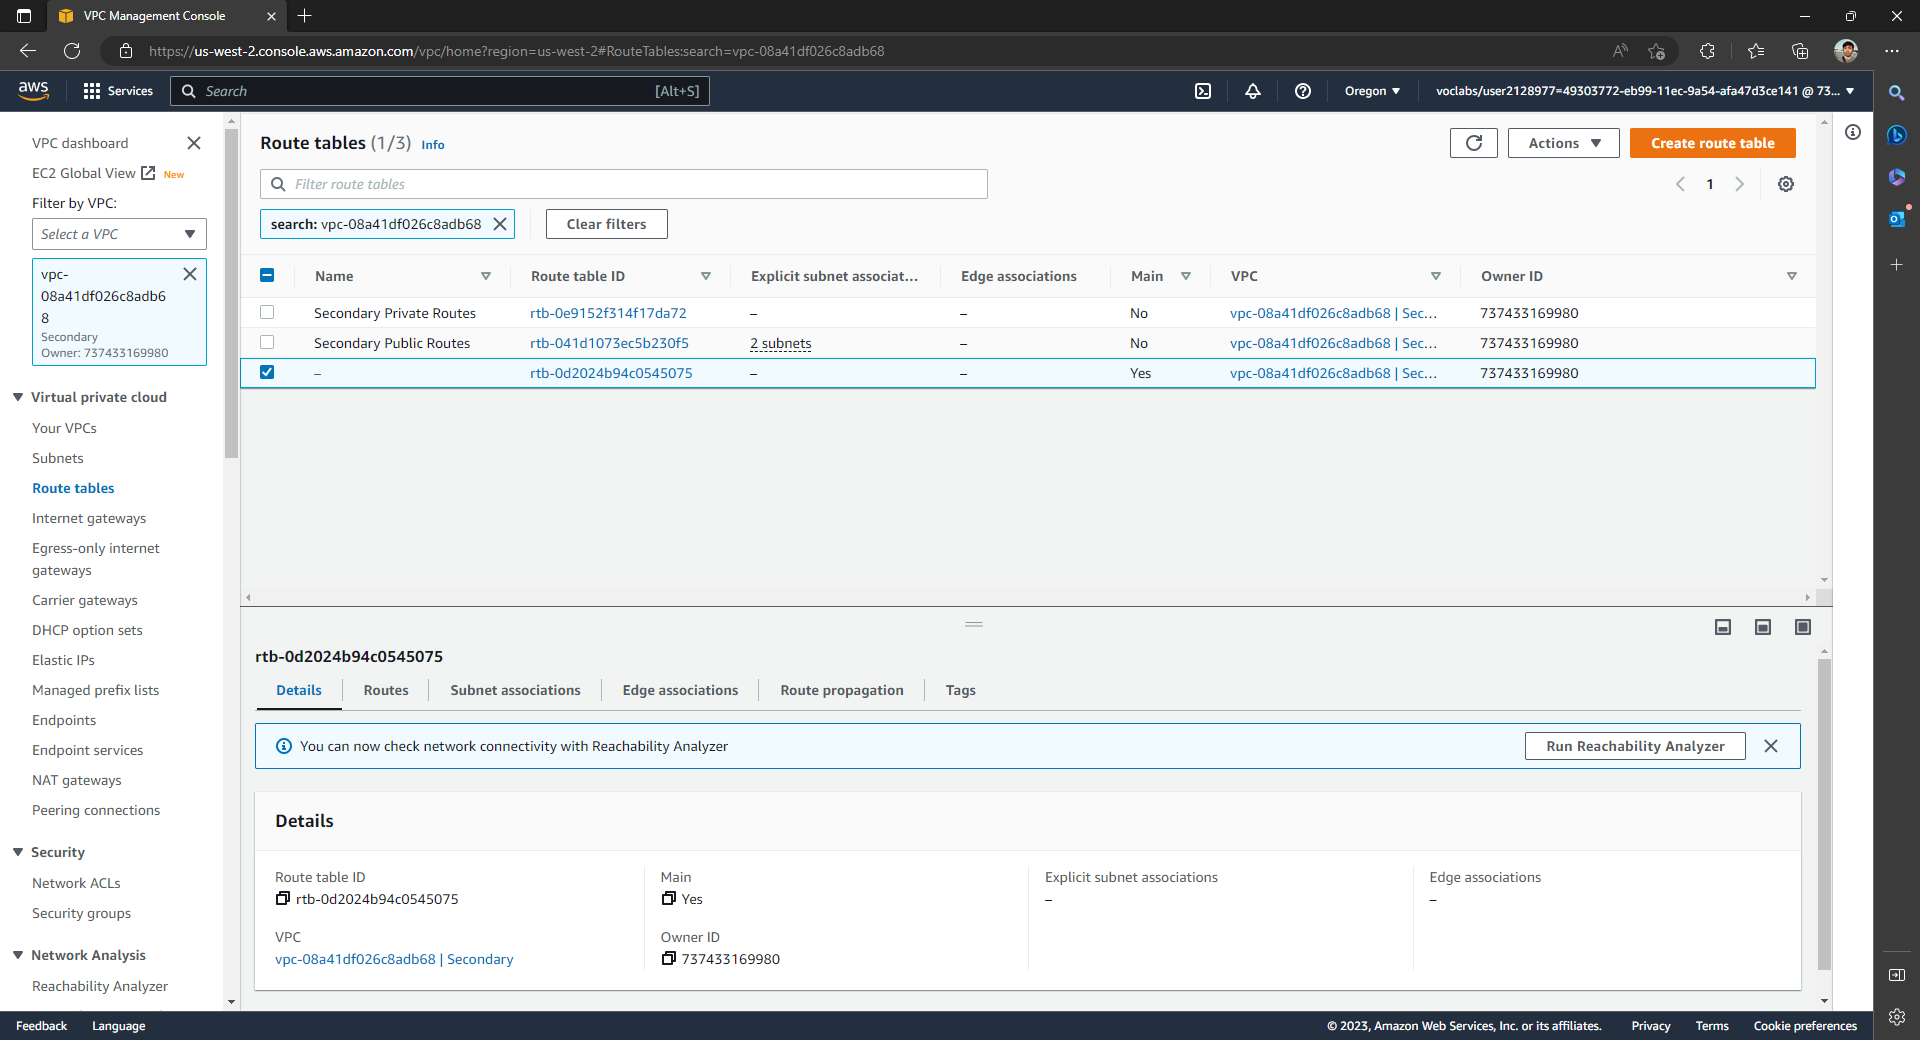 VPC Management Console
https://us-west-2.console.aws.amazon.com/vpc/home?region=us-west-2#RouteTables:search=vpc-08a41df026c8adb68
aws
Services
Search
[Alt+S]
Oregon
voclabs/user2128977=49303772-eb99-11ec-9a54-afa47d3ce141 @ 73...
VPC dashboard
EC2 Global View New
Filter by VPC:
Select a VPC
vpc-
08a41df026c8adb6
8
Secondary
Owner: 737433169980
Virtual private cloud
Your VPCs
Subnets
Route tables
Internet gateways
Egress-only internet
gateways
Carrier gateways
DHCP option sets
Elastic IPs
Managed prefix lists
Endpoints
Endpoint services
NAT gateways
Peering connections
Security
Network ACLs
Security groups
Network Analysis
Reachability Analyzer
Route tables (1/3) Info
Actions
Create route table
Filter route tables
1
search: vpc-08a41df026c8adb68
Clear filters
Name Route table ID Explicit subnet associat... Edge associations Main VPC Owner ID
Secondary Private Routes rtb-0e9152f314f17da72 – – No vpc-08a41df026c8adb68 | Sec... 737433169980
Secondary Public Routes rtb-041d1073ec5b230f5 2 subnets – No vpc-08a41df026c8adb68 | Sec... 737433169980
– rtb-0d2024b94c0545075 – – Yes vpc-08a41df026c8adb68 | Sec... 737433169980
rtb-0d2024b94c0545075
Details Routes Subnet associations Edge associations Route propagation Tags
You can now check network connectivity with Reachability Analyzer
Run Reachability Analyzer
Details
Route table ID
rtb-0d2024b94c0545075
Main
Yes
Explicit subnet associations
–
Edge associations
–
VPC
vpc-08a41df026c8adb68 | Secondary
Owner ID
737433169980
Feedback Language
© 2023, Amazon Web Services, Inc. or its affiliates. Privacy Terms Cookie preferences